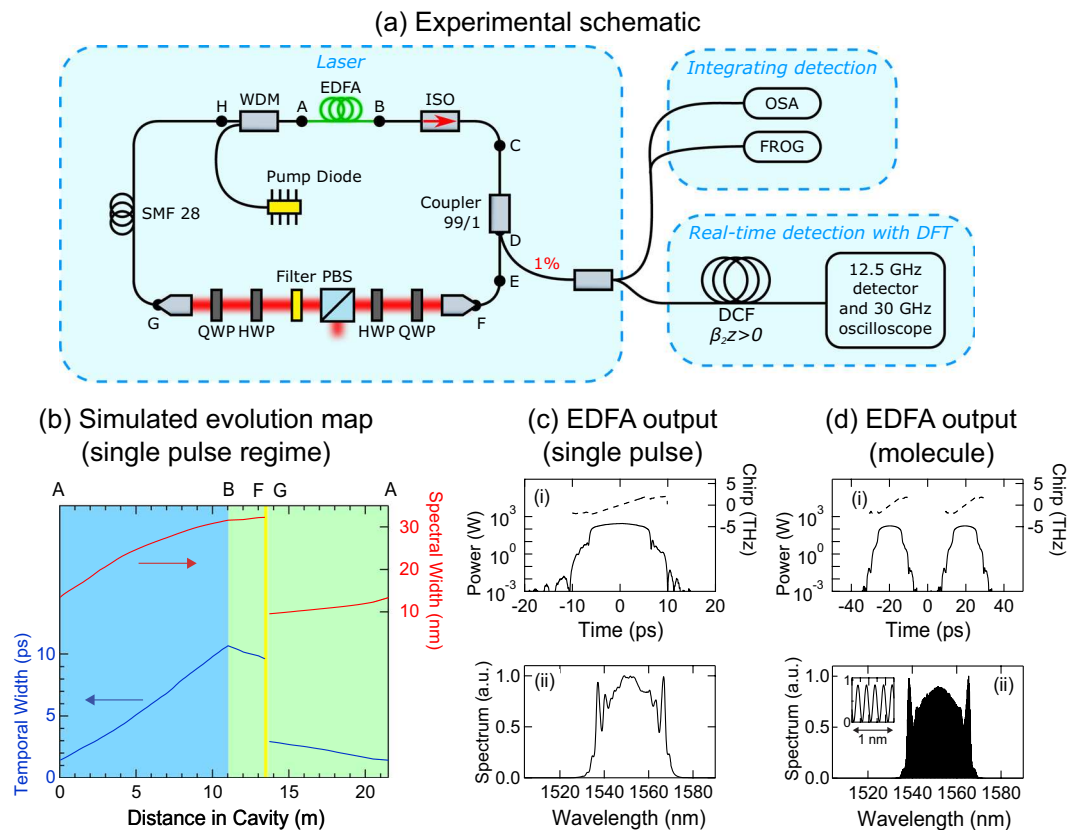 (a) Experimental schematic
Laser
Integrating detection
H
WDM
A
EDFA
B
ISO
OSA
C
FROG
Pump Diode
SMF 28
Coupler
99/1
D
Real-time detection with DFT
1%
E
Filter PBS
12.5 GHz
detector
and 30 GHz
oscilloscope
DCF
β₂z>0
G
QWP
HWP
HWP
QWP
F
(b) Simulated evolution map
(single pulse regime)
A
B
F
G
A
Temporal Width (ps)
10
5
0
Spectral Width
(nm)
30
20
10
0
5
10
15
20
Distance in Cavity (m)
(c) EDFA output
(single pulse)
(i)
Power (W)
10³
10⁰
10⁻³
Chirp
(THz)
5
0
-5
-20
-10
0
10
20
Time (ps)
(ii)
Spectrum (a.u.)
1.0
0.5
0.0
1520
1540
1560
1580
Wavelength (nm)
(d) EDFA output
(molecule)
(i)
Power (W)
10³
10⁰
10⁻³
Chirp
(THz)
5
0
-5
-40
-20
0
20
40
Time (ps)
(ii)
Spectrum (a.u.)
1.0
0.5
0.0
1
0
1 nm
1520
1540
1560
1580
Wavelength (nm)